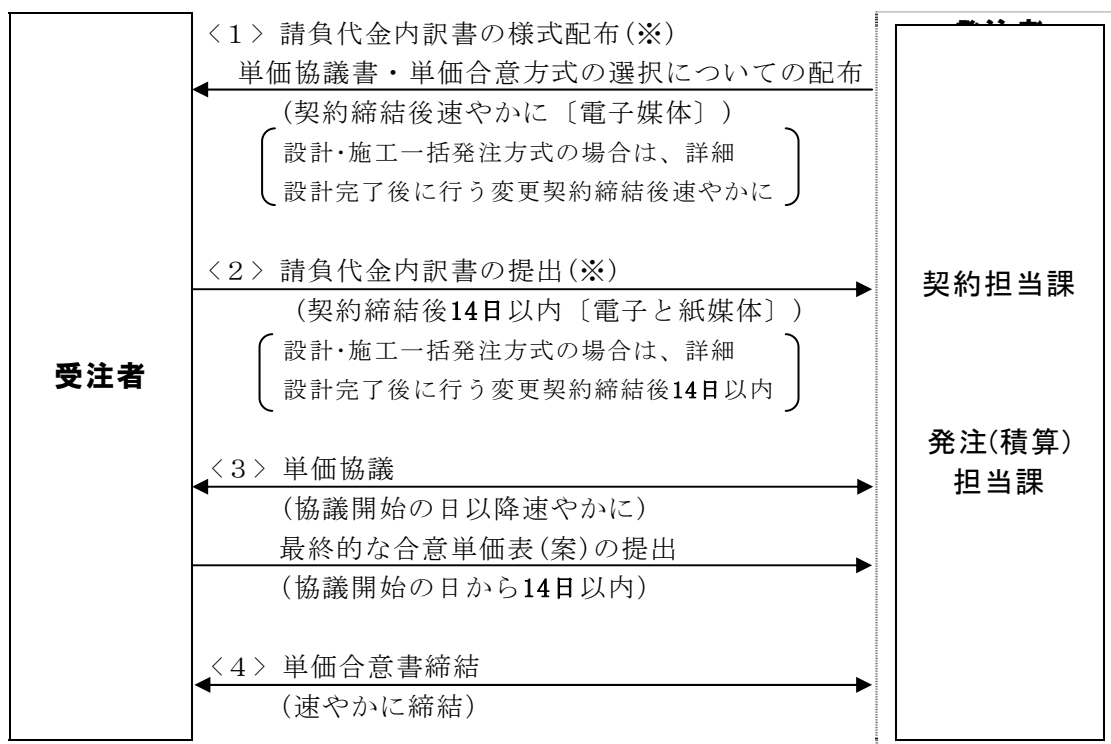 <1> 請負代金内訳書の様式配布(※)
単価協議書・単価合意方式の選択についての配布
(契約締結後速やかに〔電子媒体〕)
設計・施工一括発注方式の場合は、詳細
設計完了後に行う変更契約締結後速やかに
<2> 請負代金内訳書の提出(※)
(契約締結後14日以内〔電子と紙媒体〕)
設計・施工一括発注方式の場合は、詳細
設計完了後に行う変更契約締結後14日以内
受注者
<3> 単価協議
(協議開始の日以降速やかに)
最終的な合意単価表(案)の提出
(協議開始の日から14日以内)
<4> 単価合意書締結
(速やかに締結)
契約担当課
発注(積算)
担当課